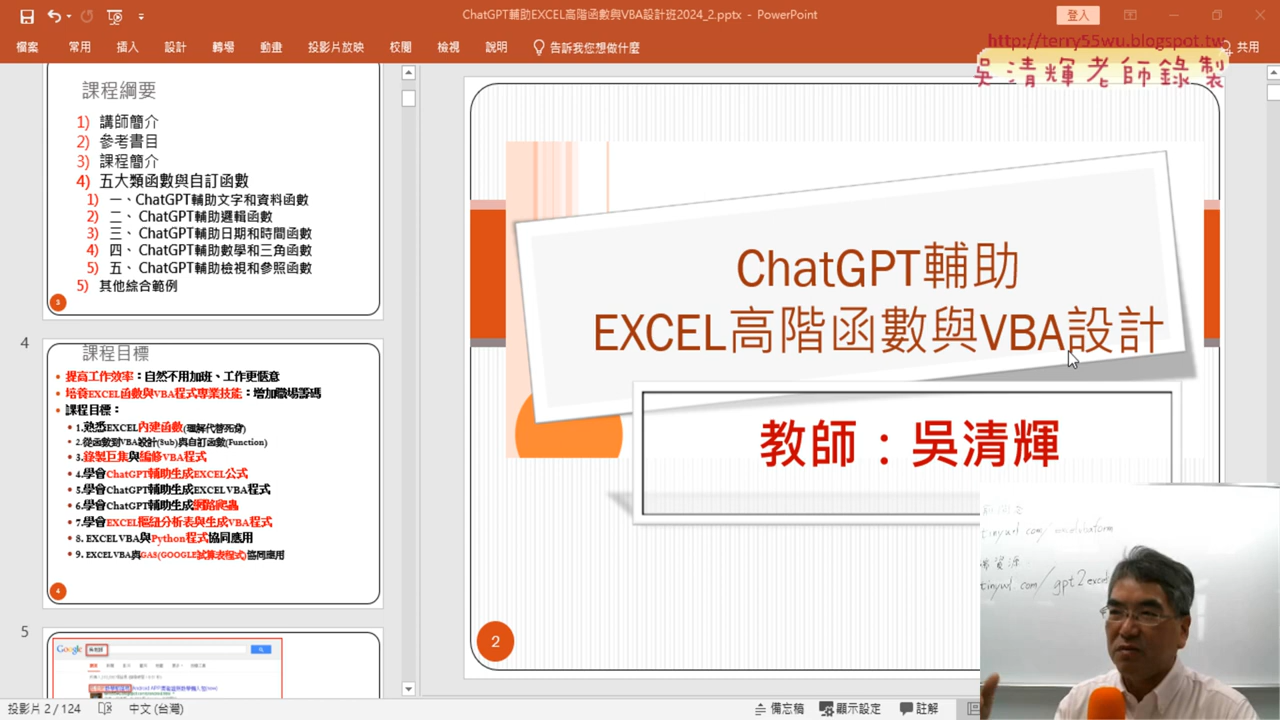 ChatGPT輔助EXCEL高階函數與VBA設計班2024_2.pptx - PowerPoint
登入
檔案 常用 插入 設計 轉場 動畫 投影片放映 校閱 檢視 說明 告訴我您想做什麼 共用
http://terry55wu.blogspot.tw
吳清輝老師錄製
課程綱要
1) 講師簡介
2) 參考書目
3) 課程簡介
4) 五大類函數與自訂函數
1) 一、ChatGPT輔助文字和資料函數
2) 二、 ChatGPT輔助邏輯函數
3) 三、 ChatGPT輔助日期和時間函數
4) 四、 ChatGPT輔助數學和三角函數
5) 五、 ChatGPT輔助檢視和參照函數
5) 其他綜合範例
3
4
課程目標
• 提高工作效率：自然不用加班、工作更愜意
• 培養EXCEL函數與VBA程式專業技能：增加職場籌碼
• 課程目標：
• 1.熟悉EXCEL內建函數(理解代替死背)
• 2.從函數到VBA設計(Sub)與自訂函數(Function)
• 3.錄製巨集與編修VBA程式
• 4.學會ChatGPT輔助生成EXCEL公式
• 5.學會ChatGPT輔助生成EXCEL VBA程式
• 6.學會ChatGPT輔助生成網路爬蟲
• 7.學會EXCEL樞紐分析表與生成VBA程式
• 8. EXCEL VBA與Python程式協同應用
• 9. EXCEL VBA與GAS(GOOGLE試算表程式)協同應用
4
5
Google
ChatGPT輔助
EXCEL高階函數與VBA設計
教師：吳清輝
2
tinyurl.com/
tinyurl.com/gpt2excel
投影片 2 / 124 中文 (台灣) 備忘稿 顯示設定 註解